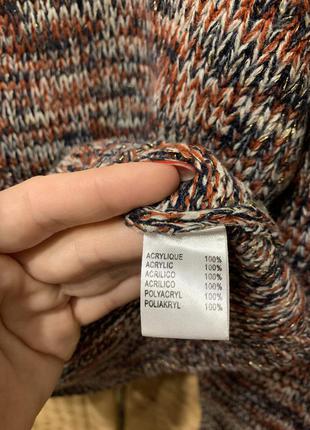 ACRYLIQUE 100%
ACRYLIC 100%
ACRILICO 100%
ACRILICO 100%
POLYACRYL 100%
POLIAKRYL 100%